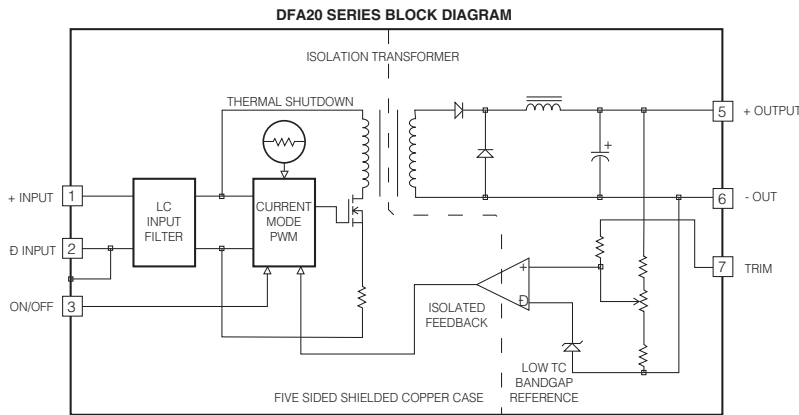 DFA20 SERIES BLOCK DIAGRAM
ISOLATION TRANSFORMER
THERMAL SHUTDOWN
5
+ OUTPUT
+ INPUT
1
LC
INPUT
FILTER
CURRENT
MODE
PWM
+
6
- OUT
Đ INPUT
2
7
TRIM
ON/OFF
3
+
Đ
ISOLATED
FEEDBACK
LOW TC
BANDGAP
REFERENCE
FIVE SIDED SHIELDED COPPER CASE